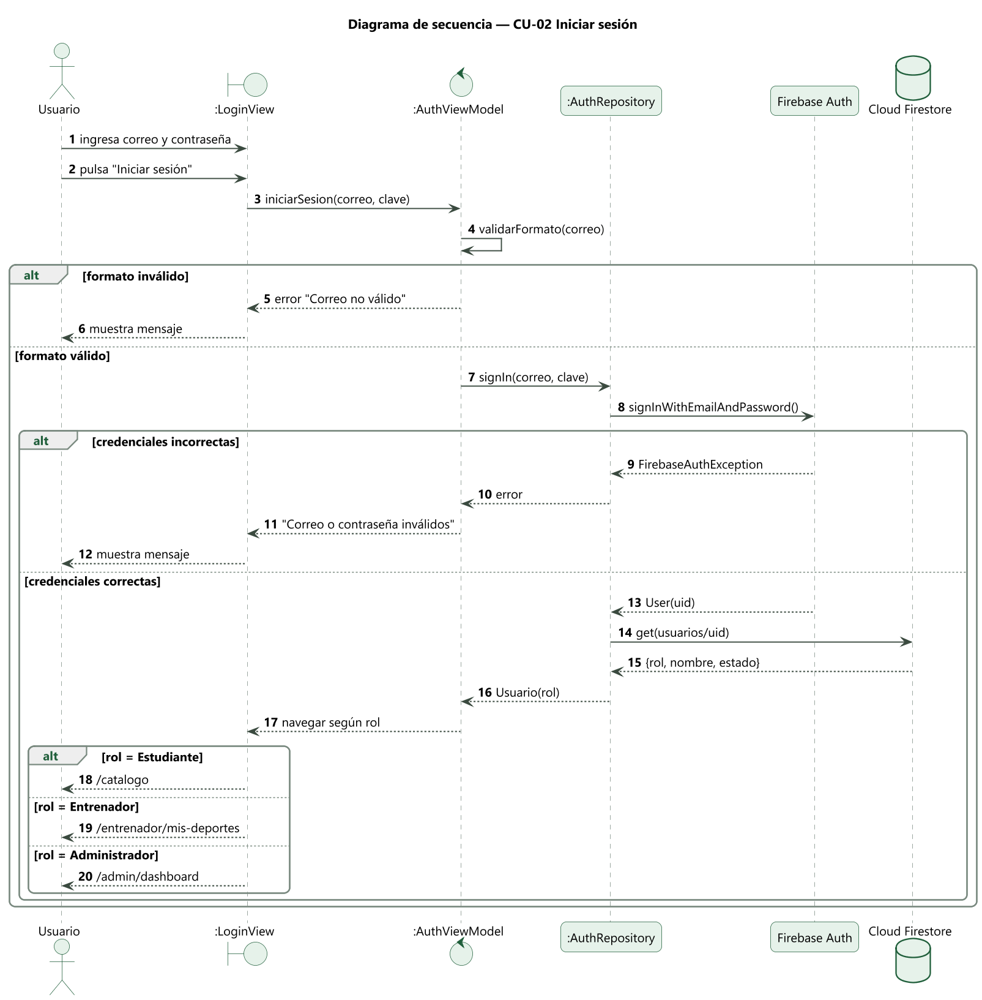 Diagrama de secuencia — CU-02 Iniciar sesión
Usuario
:LoginView
:AuthViewModel
:AuthRepository
Firebase Auth
Cloud Firestore
1 ingresa correo y contraseña
2 pulsa "Iniciar sesión"
3 iniciarSesion(correo, clave)
4 validarFormato(correo)
alt [formato inválido]
5 error "Correo no válido"
6 muestra mensaje
[formato válido]
7 signIn(correo, clave)
8 signInWithEmailAndPassword()
alt [credenciales incorrectas]
9 FirebaseAuthException
10 error
11 "Correo o contraseña inválidos"
12 muestra mensaje
[credenciales correctas]
13 User(uid)
14 get(usuarios/uid)
15 {rol, nombre, estado}
16 Usuario(rol)
17 navegar según rol
alt [rol = Estudiante]
18 /catalogo
[rol = Entrenador]
19 /entrenador/mis-deportes
[rol = Administrador]
20 /admin/dashboard
Usuario
:LoginView
:AuthViewModel
:AuthRepository
Firebase Auth
Cloud Firestore